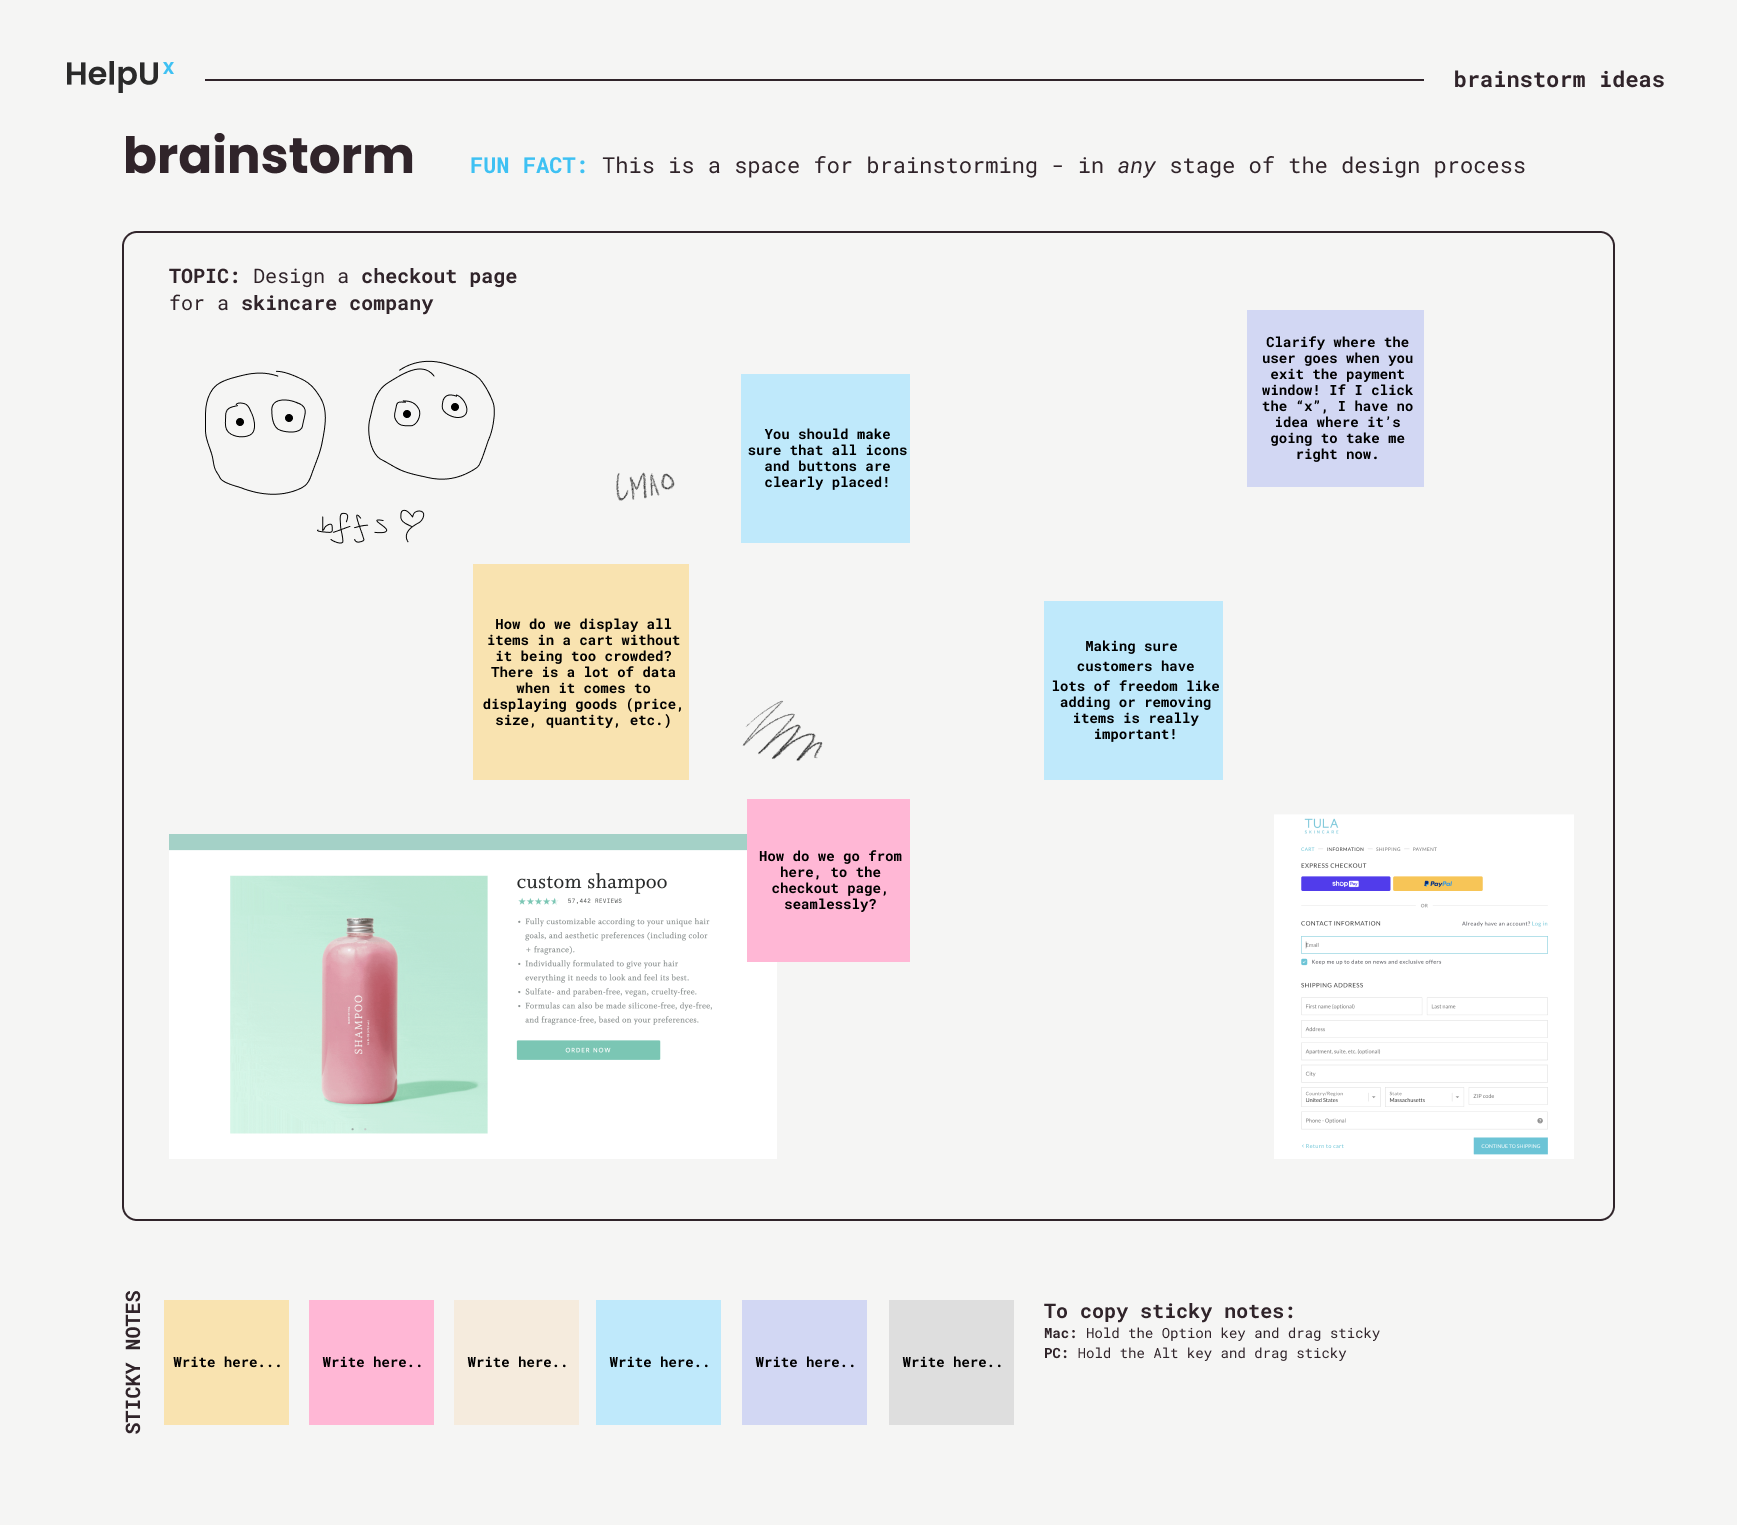 HelpUx
brainstorm ideas
brainstorm
FUN FACT: This is a space for brainstorming - in any stage of the design process
TOPIC: Design a checkout page
for a skincare company
bffs
LMAO
You should make
sure that all icons
and buttons are
clearly placed!
Clarify where the
user goes when you
exit the payment
window! If I click
the “x”, I have no
idea where it’s
going to take me
right now.
How do we display all
items in a cart without
it being too crowded?
There is a lot of data
when it comes to
displaying goods (price,
size, quantity, etc.)
Making sure
customers have
lots of freedom like
adding or removing
items is really
important!
How do we go from
here, to the
checkout page,
seamlessly?
SHAMPOO
custom shampoo
57,442 REVIEWS
• Fully customizable according to your unique hair
goals, and aesthetic preferences (including color
+ fragrance).
• Individually formulated to give your hair
everything it needs to look and feel its best.
• Sulfate- and paraben-free, vegan, cruelty-free.
• Formulas can also be made silicone-free, dye-free,
and fragrance-free, based on your preferences.
ORDER NOW
TULA
SKINCARE
CART — INFORMATION — SHIPPING — PAYMENT
EXPRESS CHECKOUT
shop Pay
PayPal
OR
CONTACT INFORMATION
Already have an account? Log in
Email
Keep me up to date on news and exclusive offers
SHIPPING ADDRESS
First name (optional)
Last name
Address
Apartment, suite, etc. (optional)
City
Country/Region
United States
State
Massachusetts
ZIP code
Phone - Optional
?
‹ Return to cart
CONTINUE TO SHIPPING
STICKY NOTES
Write here...
Write here..
Write here..
Write here..
Write here..
Write here..
To copy sticky notes:
Mac: Hold the Option key and drag sticky
PC: Hold the Alt key and drag sticky